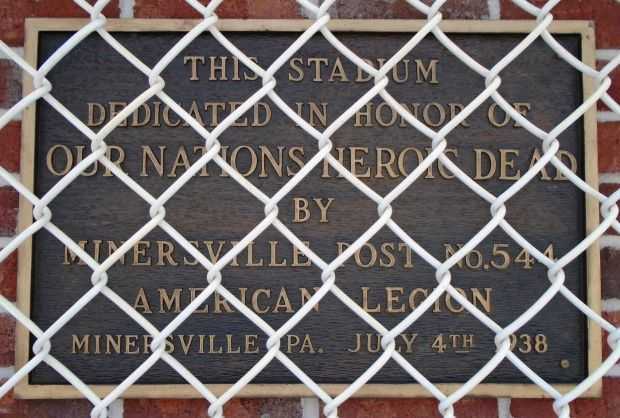 THIS STADIUM
DEDICATED IN HONOR OF
OUR NATIONS HEROIC DEAD
BY
MINERSVILLE POST NO.544
AMERICAN LEGION
MINERSVILLE PA. JULY 4TH 1938